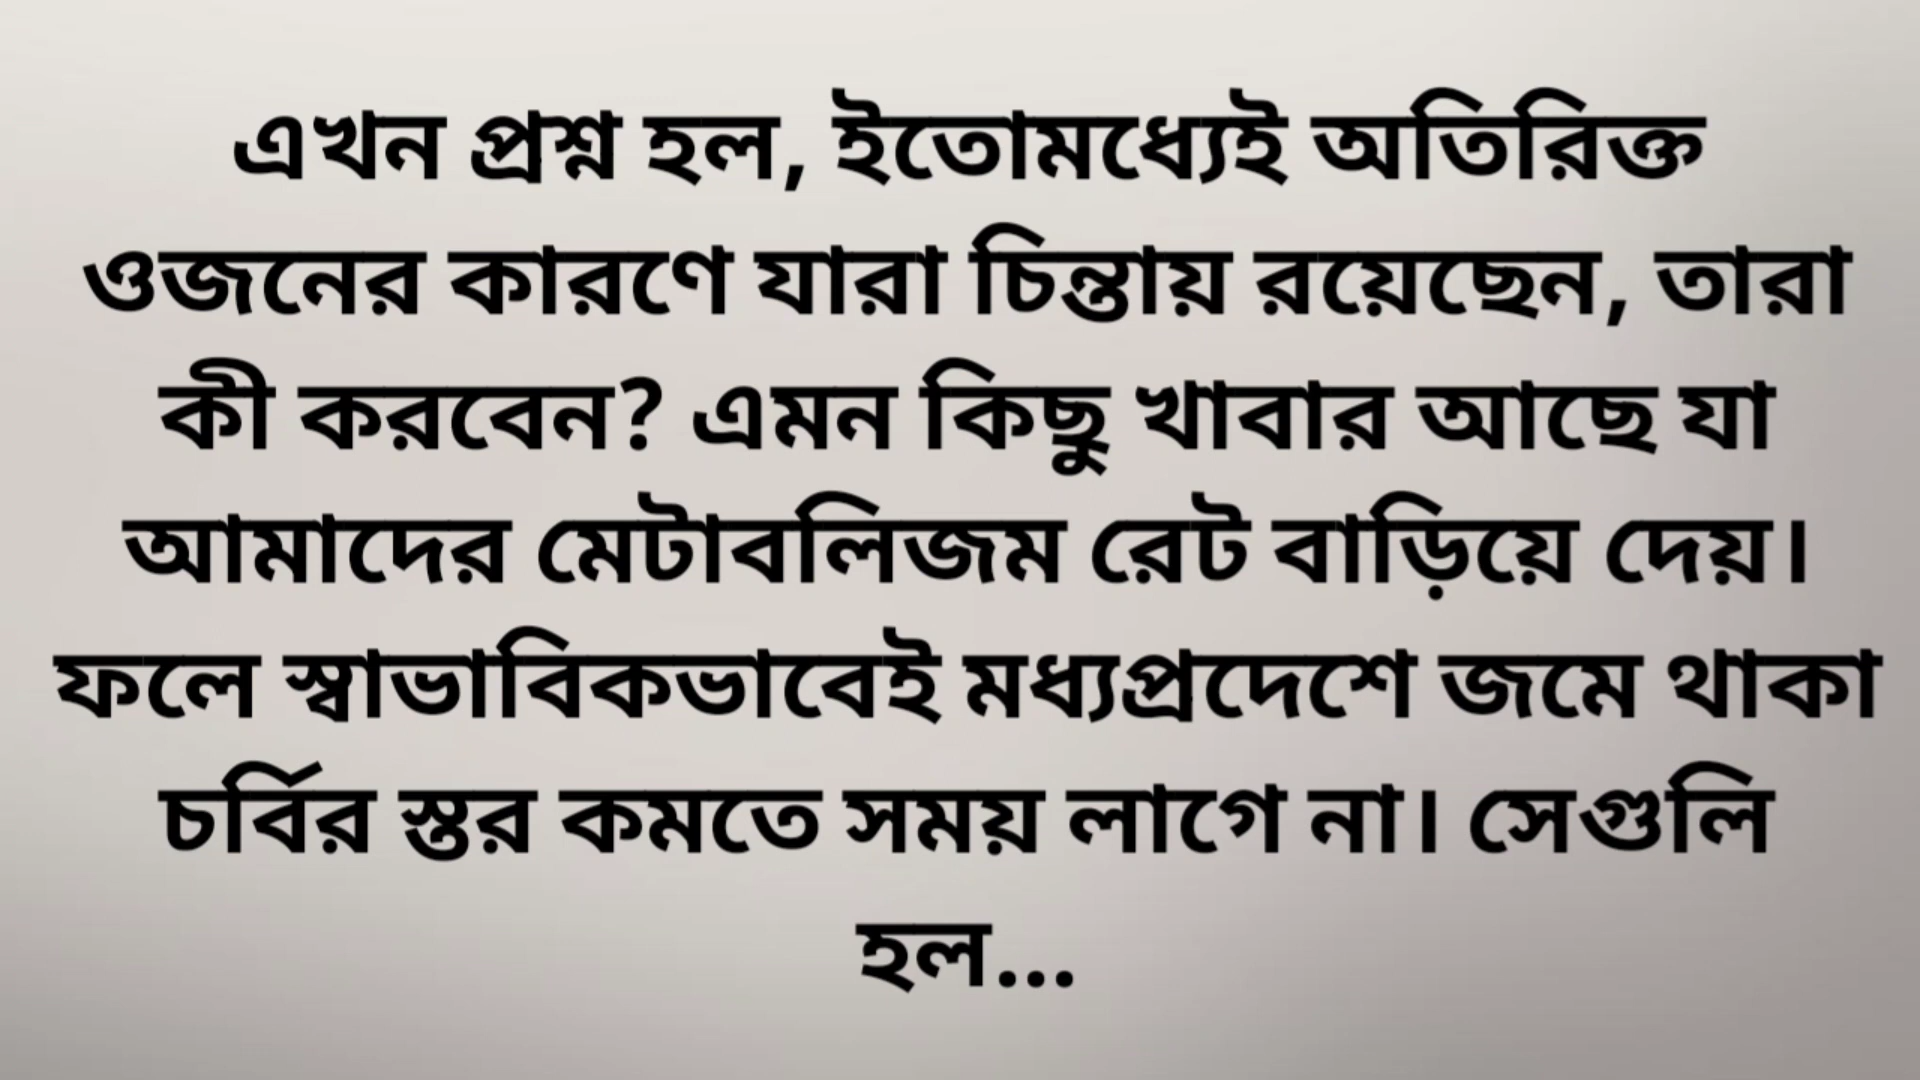 এখন প্রশ্ন হল, ইতোমধ্যেই অতিরিক্ত
ওজনের কারণে যারা চিন্তায় রয়েছেন, তারা
কী করবেন? এমন কিছু খাবার আছে যা
আমাদের মেটাবলিজম রেট বাড়িয়ে দেয়।
ফলে স্বাভাবিকভাবেই মধ্যপ্রদেশে জমে থাকা
চর্বির স্তর কমতে সময় লাগে না। সেগুলি
হল...